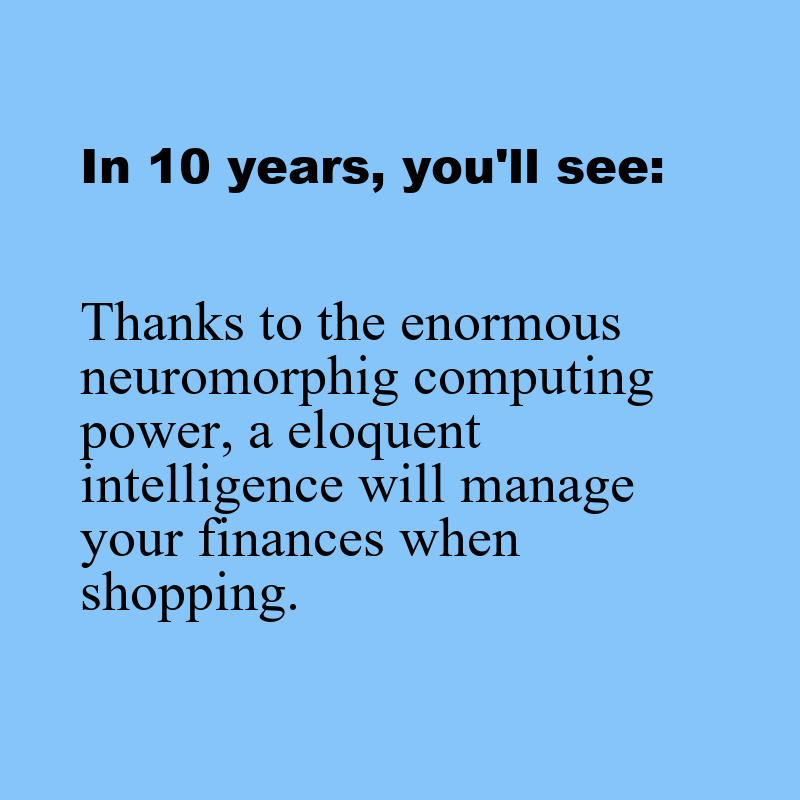 In 10 years, you'll see:
Thanks to the enormous
neuromorphig computing
power, a eloquent
intelligence will manage
your finances when
shopping.